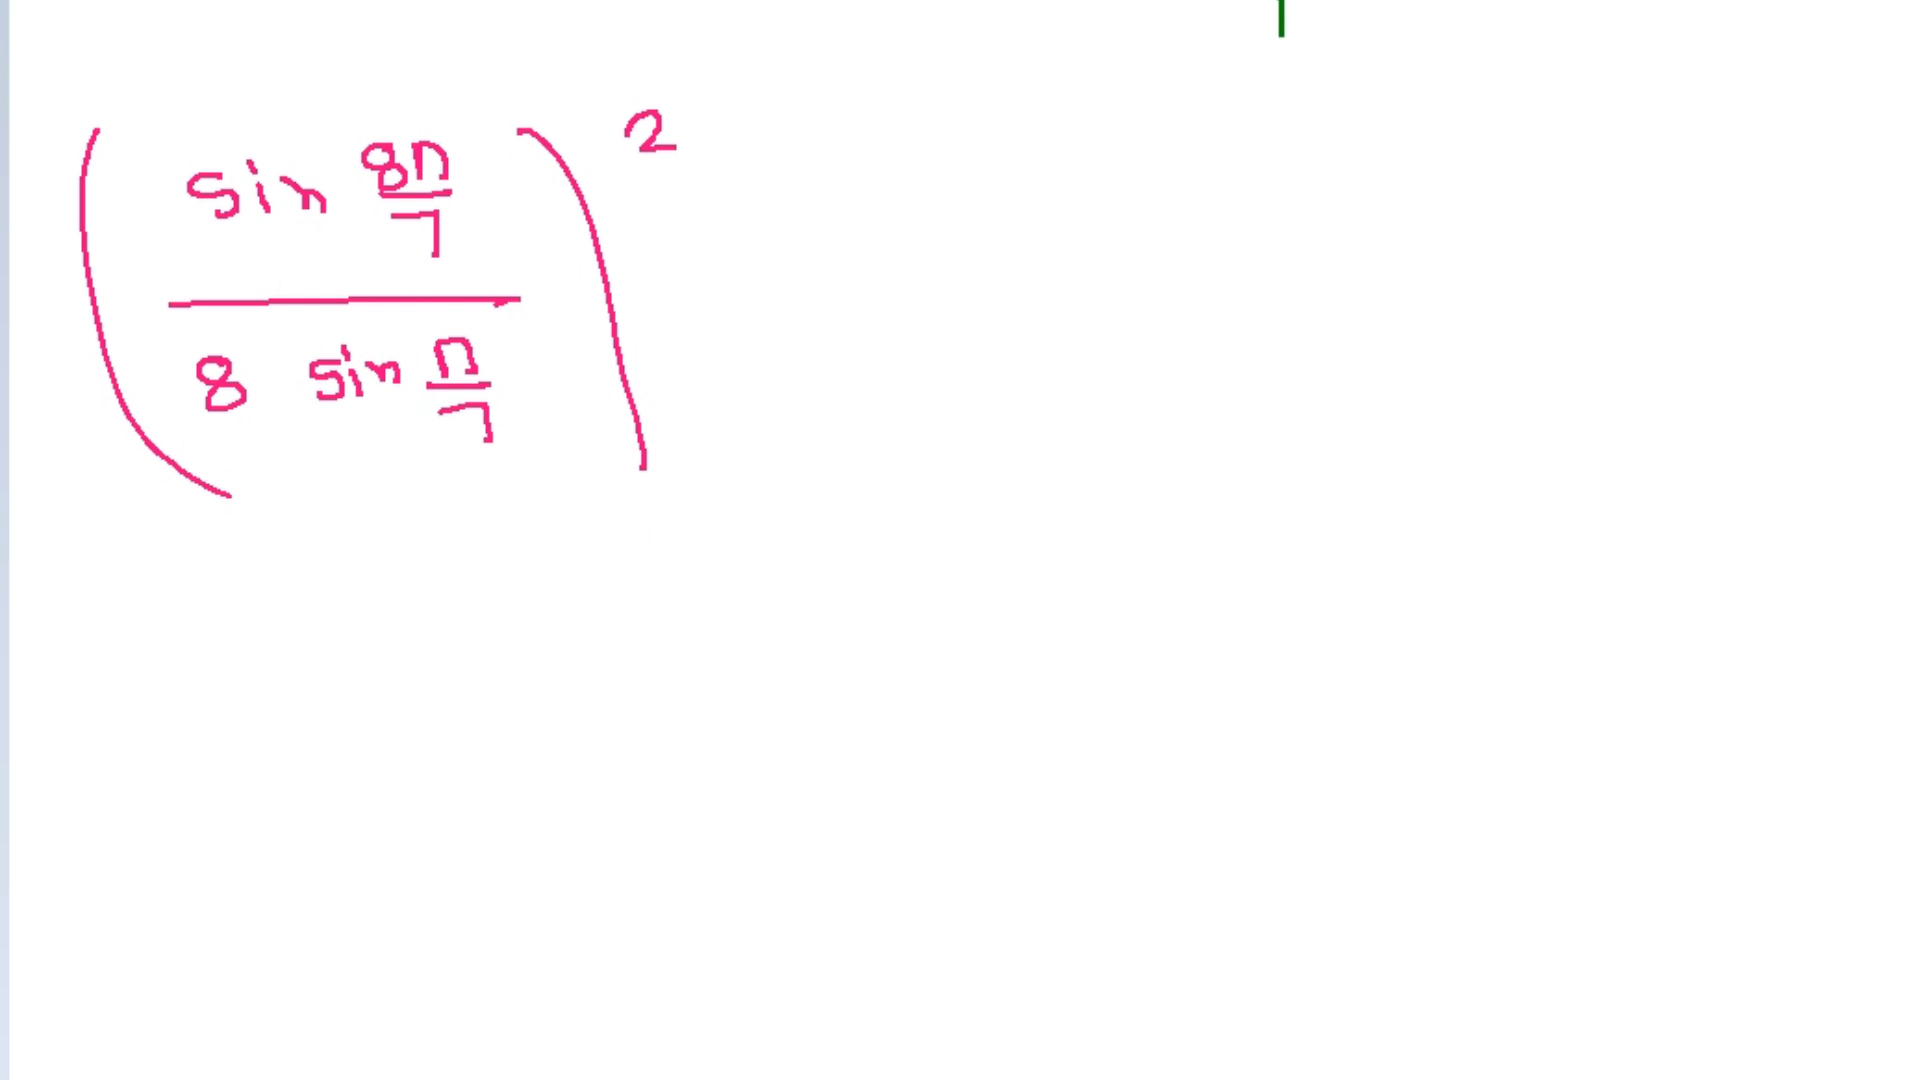 ( sin 8π/7 / 8 sin π/7 )²